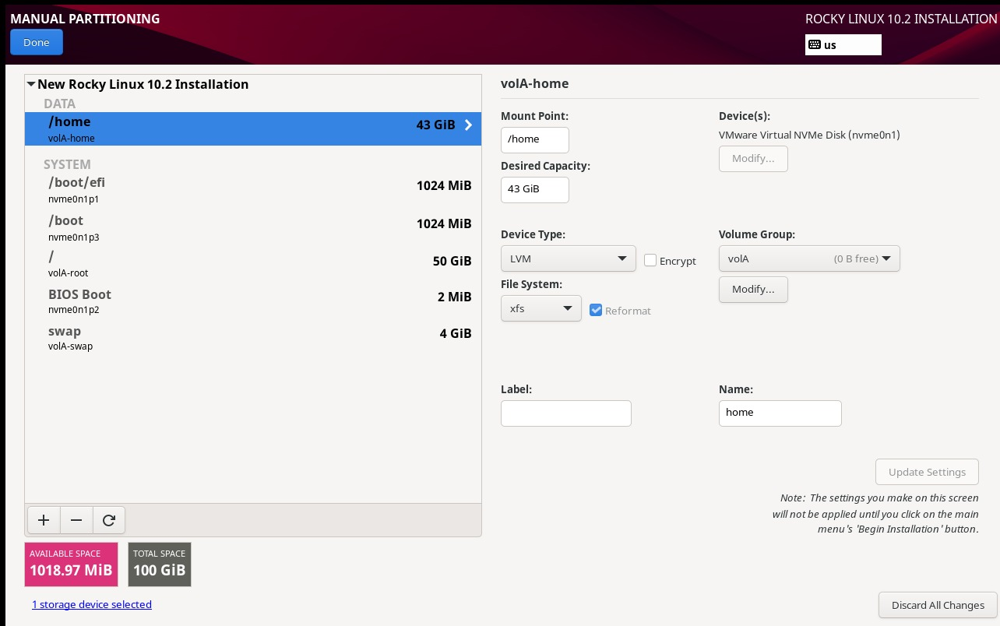 MANUAL PARTITIONING
ROCKY LINUX 10.2 INSTALLATION
Done
us
New Rocky Linux 10.2 Installation
DATA
/home
43 GiB
volA-home
SYSTEM
/boot/efi
1024 MiB
nvme0n1p1
/boot
1024 MiB
nvme0n1p3
/
50 GiB
volA-root
BIOS Boot
2 MiB
nvme0n1p2
swap
4 GiB
volA-swap
AVAILABLE SPACE
1018.97 MiB
TOTAL SPACE
100 GiB
1 storage device selected
volA-home
Mount Point:
/home
Device(s):
VMware Virtual NVMe Disk (nvme0n1)
Modify...
Desired Capacity:
43 GiB
Device Type:
LVM
Encrypt
Volume Group:
volA (0 B free)
Modify...
File System:
xfs
Reformat
Label:
Name:
home
Update Settings
Note: The settings you make on this screen
will not be applied until you click on the main
menu's 'Begin Installation' button.
Discard All Changes